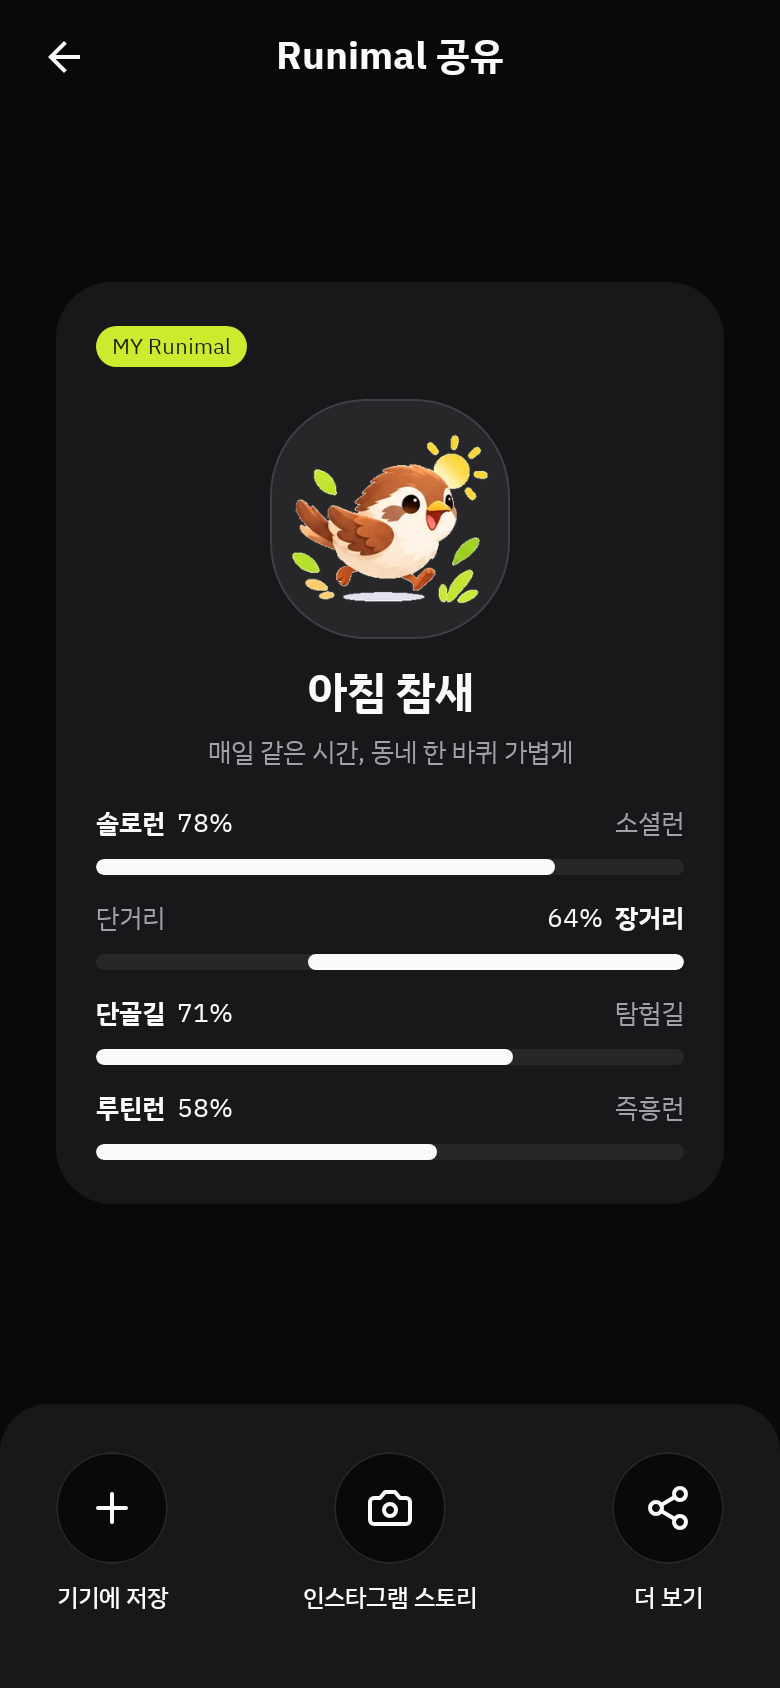 Runimal 공유
MY Runimal
아침 참새
매일 같은 시간, 동네 한 바퀴 가볍게
솔로런 78% 소셜런
단거리 64% 장거리
단골길 71% 탐험길
루틴런 58% 즉흥런
기기에 저장 인스타그램 스토리 더 보기